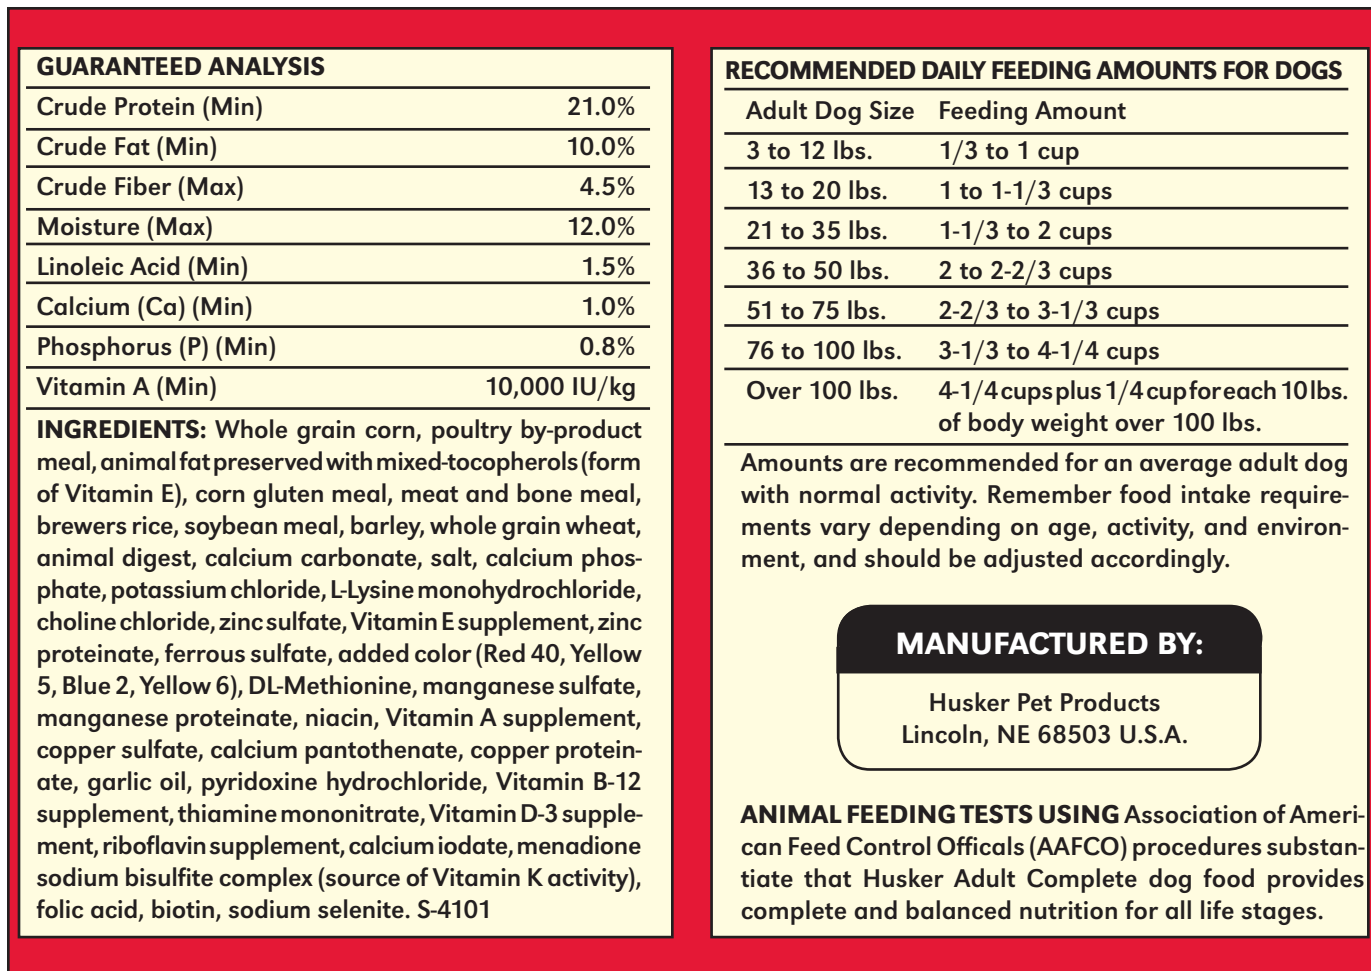 GUARANTEED ANALYSIS
Crude Protein (Min) 21.0%
Crude Fat (Min) 10.0%
Crude Fiber (Max) 4.5%
Moisture (Max) 12.0%
Linoleic Acid (Min) 1.5%
Calcium (Ca) (Min) 1.0%
Phosphorus (P) (Min) 0.8%
Vitamin A (Min) 10,000 IU/kg
INGREDIENTS: Whole grain corn, poultry by-product
meal, animal fat preserved with mixed-tocopherols (form
of Vitamin E), corn gluten meal, meat and bone meal,
brewers rice, soybean meal, barley, whole grain wheat,
animal digest, calcium carbonate, salt, calcium phos-
phate, potassium chloride, L-Lysine monohydrochloride,
choline chloride, zinc sulfate, Vitamin E supplement, zinc
proteinate, ferrous sulfate, added color (Red 40, Yellow
5, Blue 2, Yellow 6), DL-Methionine, manganese sulfate,
manganese proteinate, niacin, Vitamin A supplement,
copper sulfate, calcium pantothenate, copper protein-
ate, garlic oil, pyridoxine hydrochloride, Vitamin B-12
supplement, thiamine mononitrate, Vitamin D-3 supple-
ment, riboflavin supplement, calcium iodate, menadione
sodium bisulfite complex (source of Vitamin K activity),
folic acid, biotin, sodium selenite. S-4101
RECOMMENDED DAILY FEEDING AMOUNTS FOR DOGS
Adult Dog Size Feeding Amount
3 to 12 lbs. 1/3 to 1 cup
13 to 20 lbs. 1 to 1-1/3 cups
21 to 35 lbs. 1-1/3 to 2 cups
36 to 50 lbs. 2 to 2-2/3 cups
51 to 75 lbs. 2-2/3 to 3-1/3 cups
76 to 100 lbs. 3-1/3 to 4-1/4 cups
Over 100 lbs. 4-1/4 cups plus 1/4 cup for each 10 lbs.
of body weight over 100 lbs.
Amounts are recommended for an average adult dog
with normal activity. Remember food intake require-
ments vary depending on age, activity, and environ-
ment, and should be adjusted accordingly.
MANUFACTURED BY:
Husker Pet Products
Lincoln, NE 68503 U.S.A.
ANIMAL FEEDING TESTS USING Association of Ameri-
can Feed Control Officals (AAFCO) procedures substan-
tiate that Husker Adult Complete dog food provides
complete and balanced nutrition for all life stages.